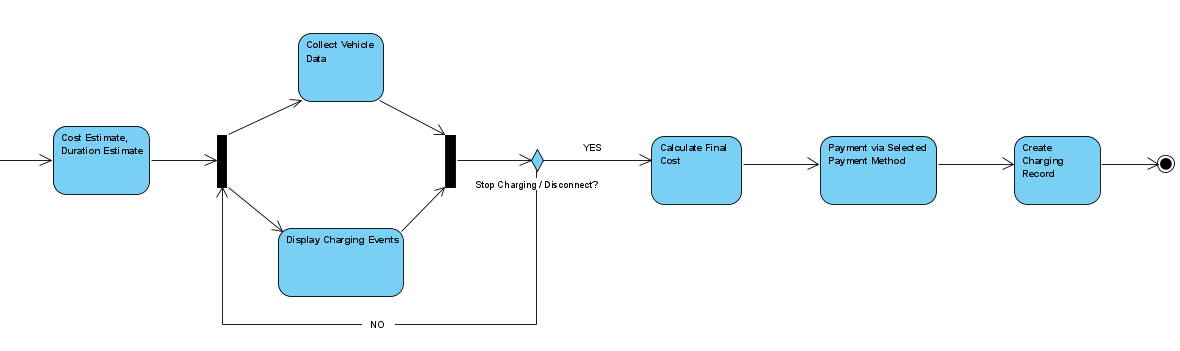 Collect Vehicle
Data
Cost Estimate,
Duration Estimate
YES
Stop Charging / Disconnect?
Calculate Final
Cost
Payment via Selected
Payment Method
Create
Charging
Record
Display Charging Events
NO